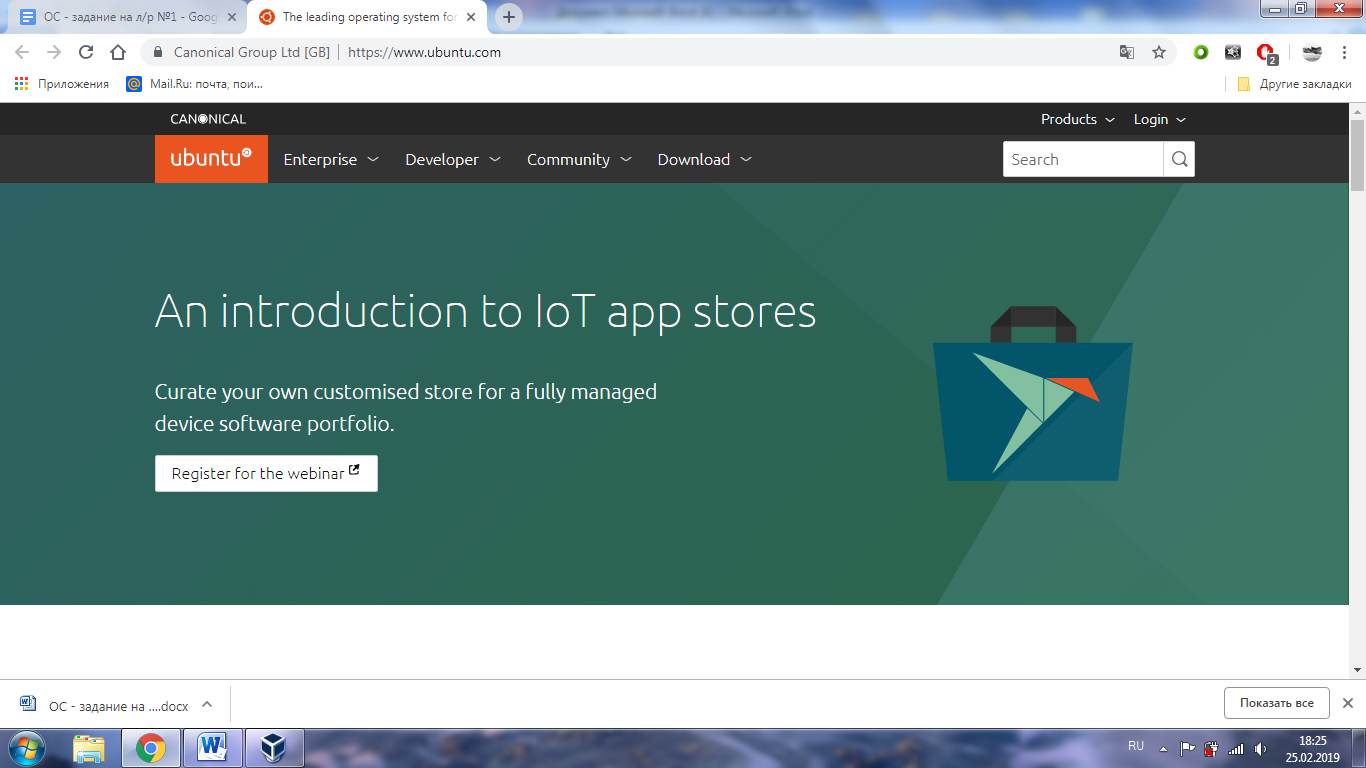 ОС - задание на л/р №1 - Goog
The leading operating system for
Canonical Group Ltd [GB] https://www.ubuntu.com
2
Приложения
Mail.Ru: почта, пои...
Другие закладки
CANONICAL
Products
Login
ubuntu
Enterprise
Developer
Community
Download
Search
An introduction to IoT app stores
Curate your own customised store for a fully managed
device software portfolio.
Register for the webinar
ОС - задание на ....docx
Показать все
RU
18:25
25.02.2019